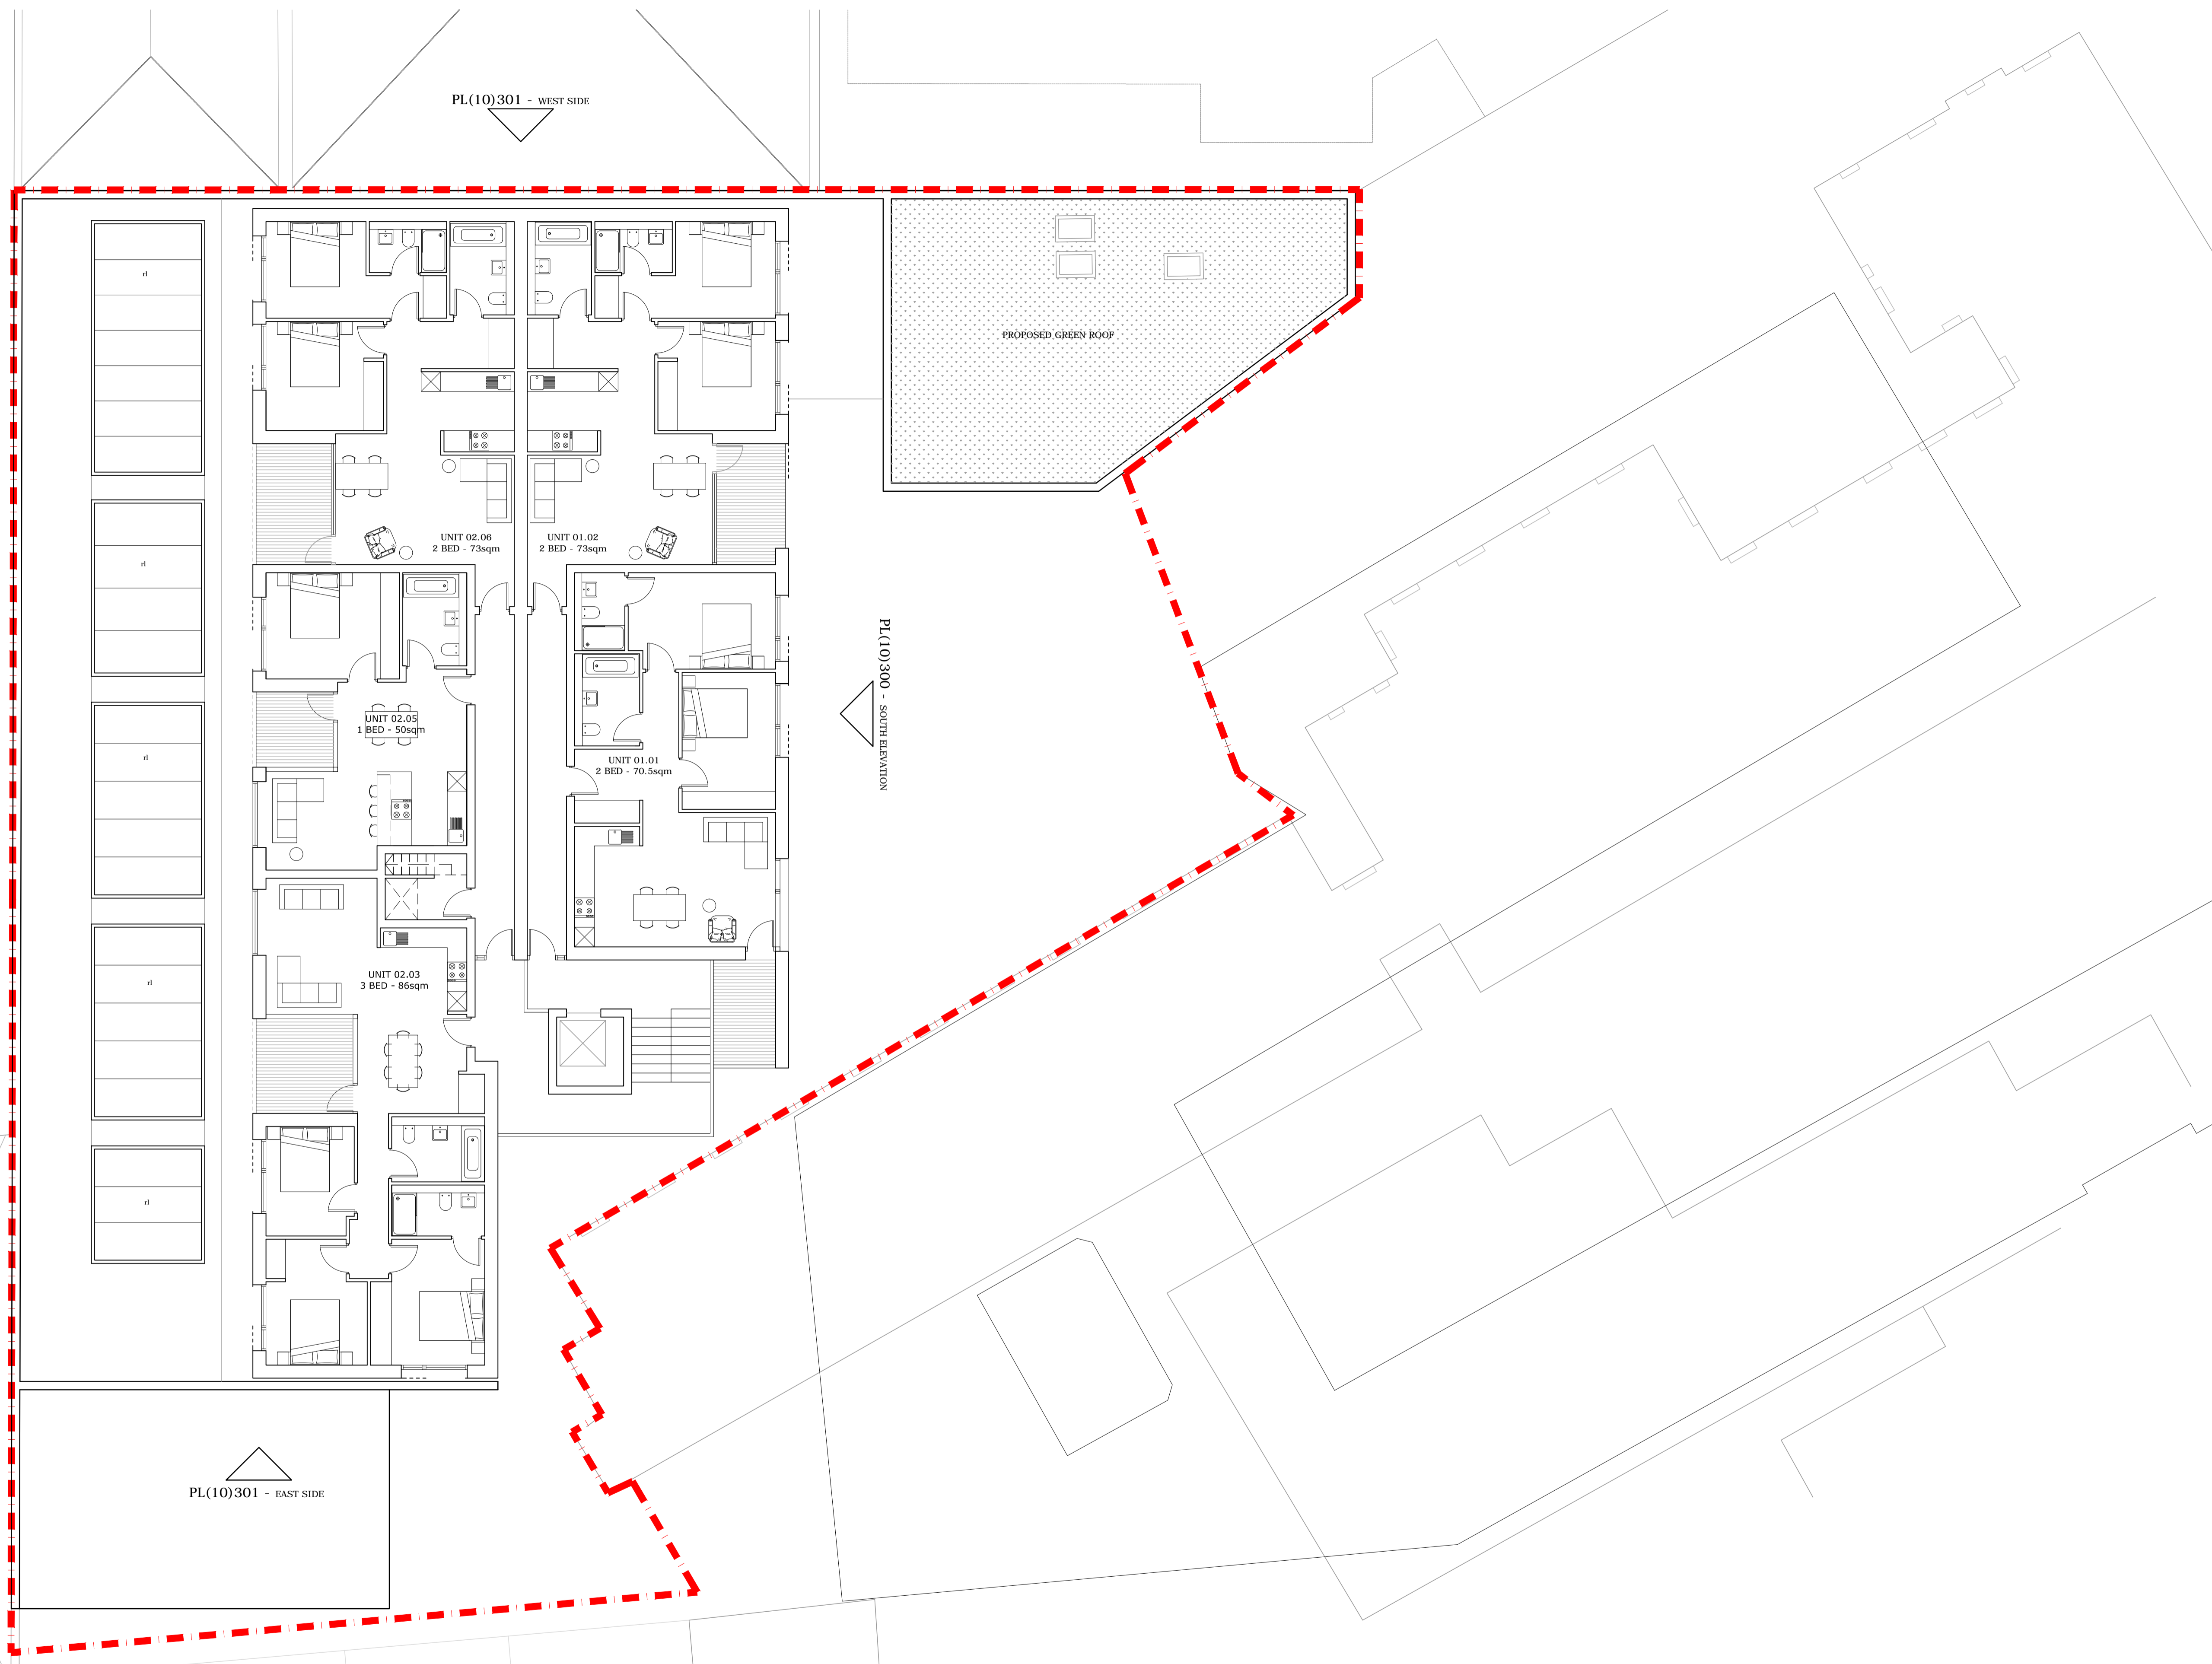 PL(10)301 - WEST SIDE
rl
PROPOSED GREEN ROOF
UNIT 02.06
2 BED - 73sqm
UNIT 01.02
2 BED - 73sqm
rl
PL(10)300 - SOUTH ELEVATION
UNIT 02.05
1 BED - 50sqm
rl
UNIT 01.01
2 BED - 70.5sqm
UNIT 02.03
3 BED - 86sqm
rl
rl
PL(10)301 - EAST SIDE